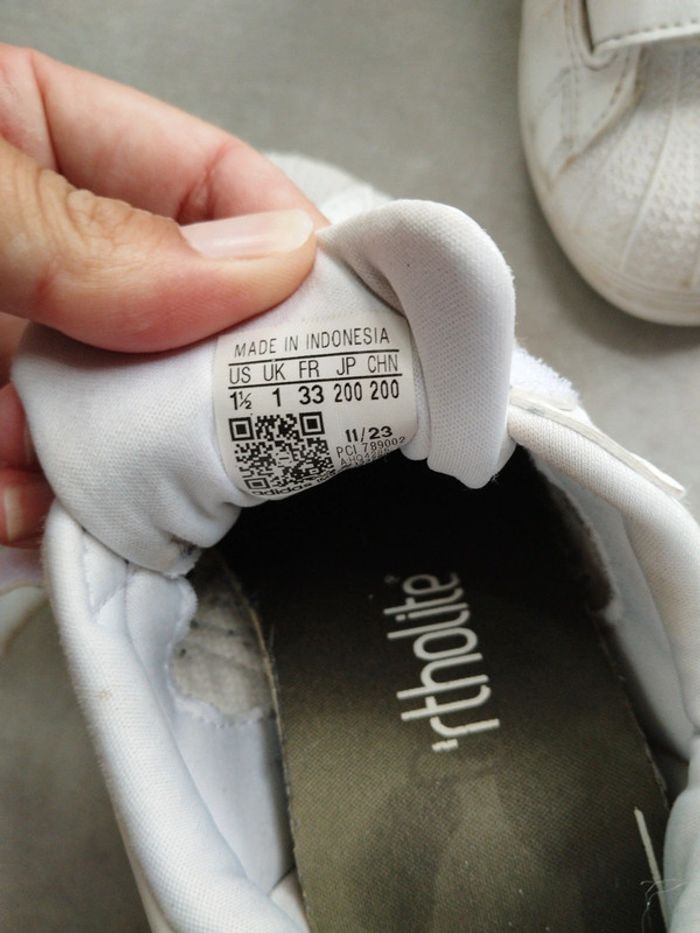 MADE IN INDONESIA
US UK FR JP CHN
1½ 1 33 200 200
11/23
PCI 789002
adidas
rtholite